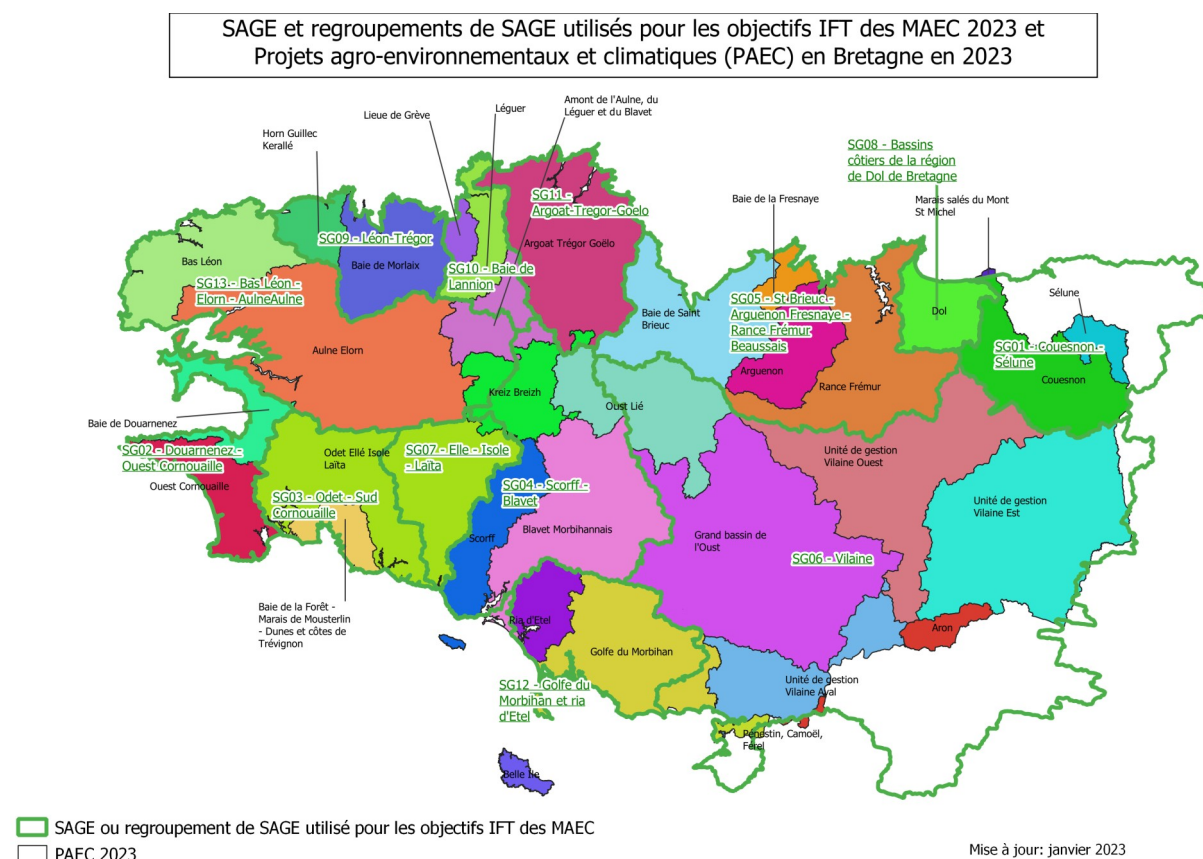 SAGE et regroupements de SAGE utilisés pour les objectifs IFT des MAEC 2023 et
Projets agro-environnementaux et climatiques (PAEC) en Bretagne en 2023
Amont de l'Aulne, du
Léguer et du Blavet
Léguer
Lieue de Grève
Horn Guillec
Kerallé
SG08 - Bassins
côtiers de la région
de Dol de Bretagne
Baie de la Fresnaye
Marais salés du Mont
St Michel
SG11 -
Argoat-Tregor-Goelo
Argoat Trégor Goëlo
SG09 - Léon-Trégor
Baie de Morlaix
Bas Léon
SG10 - Baie de
Lannion
SG13 - Bas Léon -
Elorn - AulneAulne
Sélune
SG05 - St Brieuc -
Arguenon Fresnaye -
Rance Frémur
Beaussais
Baie de Saint
Brieuc
Dol
SG01 - Couesnon -
Sélune
Aulne Elorn
Arguenon
Rance Frémur
Couesnon
Kreiz Breizh
Oust Lié
Baie de Douarnenez
SG02 - Douarnenez -
Ouest Cornouaille
Ouest Cornouaille
Odet Ellé Isole
Laïta
SG07 - Elle - Isole
- Laïta
Unité de gestion
Vilaine Ouest
SG03 - Odet - Sud
Cornouaille
SG04 - Scorff -
Blavet
Unité de gestion
Vilaine Est
Blavet Morbihannais
Scorff
Grand bassin de
l'Oust
SG06 - Vilaine
Baie de la Forêt -
Marais de Mousterlin
- Dunes et côtes de
Trévignon
Ria d'Etel
Aron
Golfe du Morbihan
SG12 - Golfe du
Morbihan et ria
d'Etel
Unité de gestion
Vilaine Aval
Pénestin, Camoël,
Férel
Belle Ile
SAGE ou regroupement de SAGE utilisé pour les objectifs IFT des MAEC
PAEC 2023
Mise à jour: janvier 2023